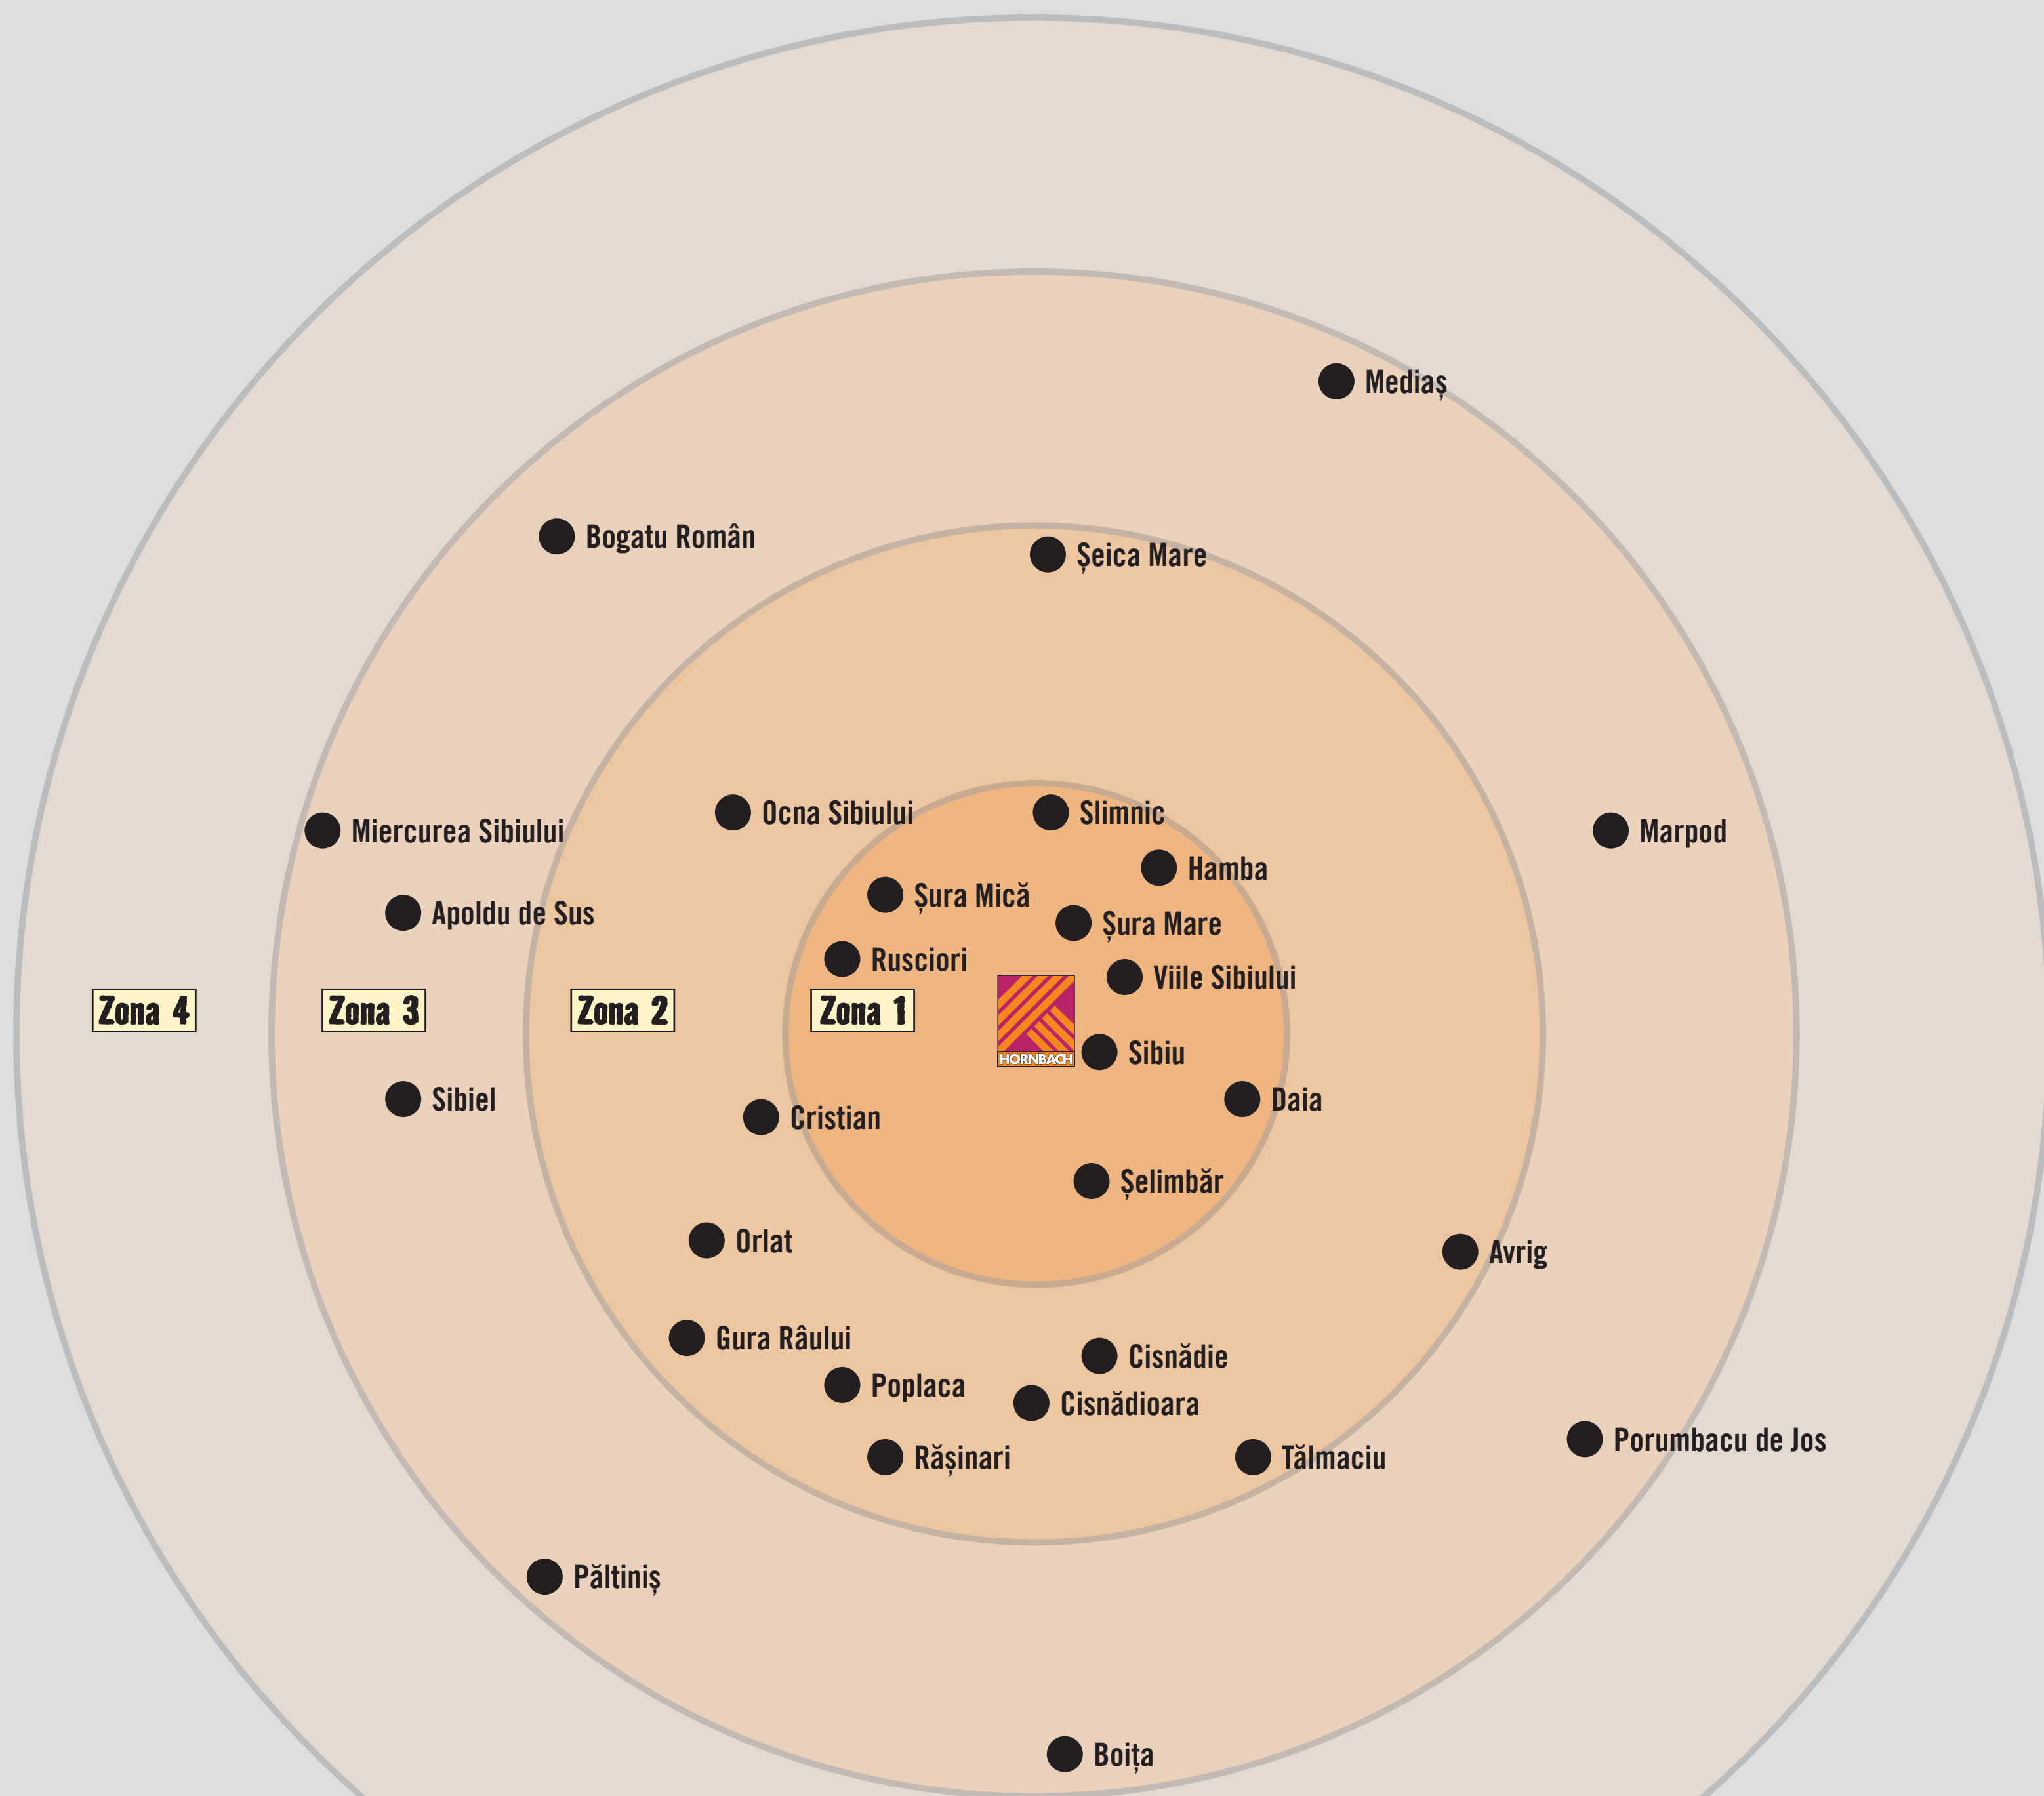 Mediaș
Bogatu Român
Șeica Mare
Ocna Sibiului
Slimnic
Miercurea Sibiului
Marpod
Hamba
Șura Mică
Apoldu de Sus
Șura Mare
Rusciori
Viile Sibiului
Zona 4
Zona 3
Zona 2
Zona 1
HORNBACH
Sibiu
Sibiel
Daia
Cristian
Șelimbăr
Orlat
Avrig
Gura Râului
Cisnădie
Poplaca
Cisnădioara
Porumbacu de Jos
Rășinari
Tălmaciu
Păltiniș
Boița